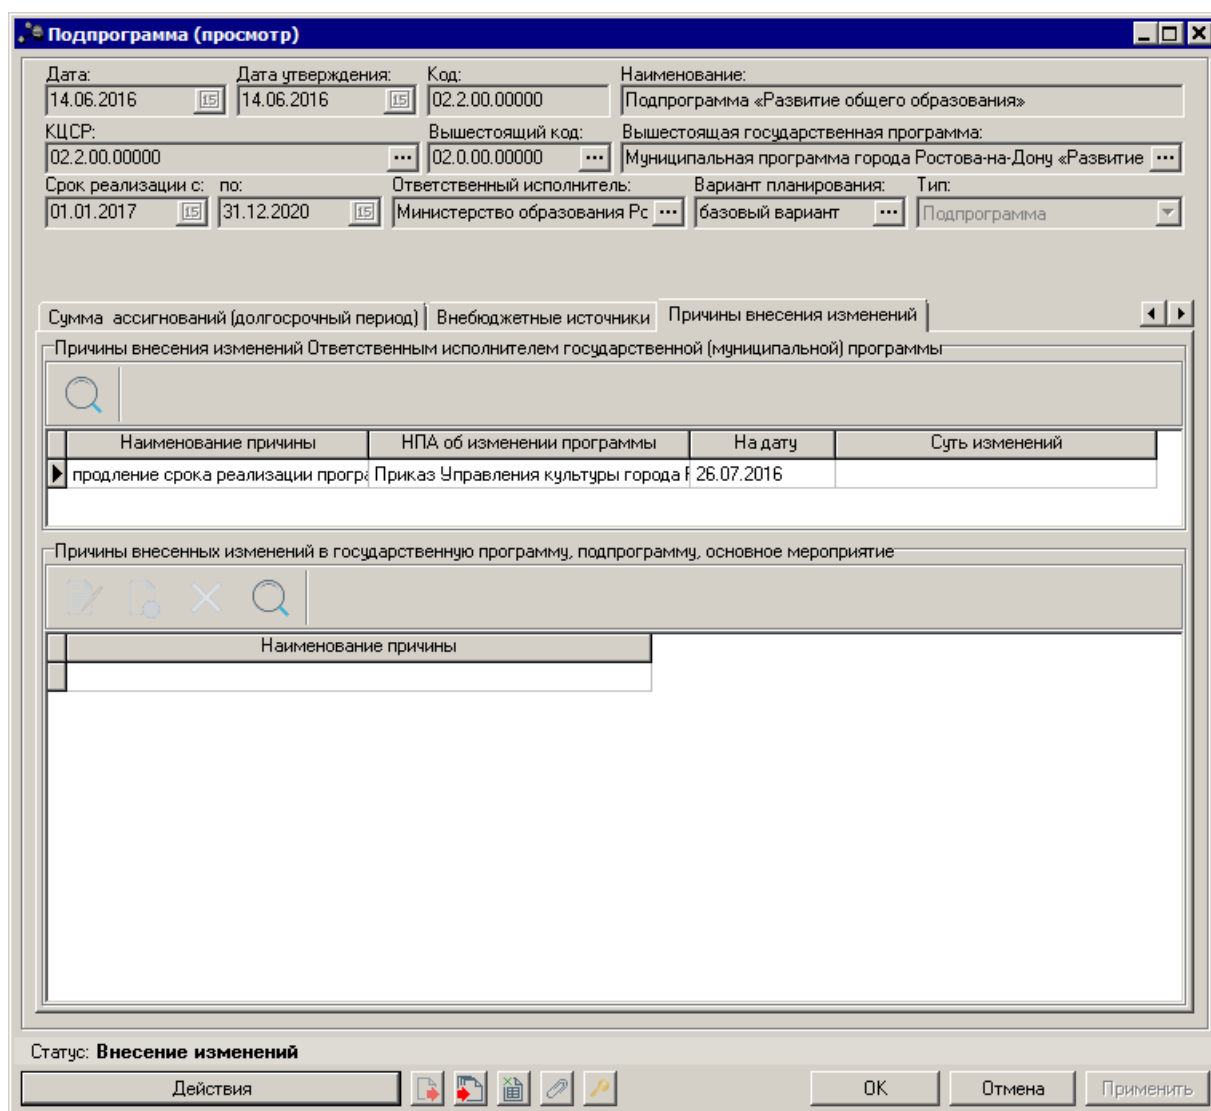 Подпрограмма (просмотр)
Дата: Дата утверждения: Код: Наименование:
14.06.2016 15 14.06.2016 15 02.2.00.00000 Подпрограмма «Развитие общего образования»
КЦСР: Вышестоящий код: Вышестоящая государственная программа:
02.2.00.00000 ... 02.0.00.00000 ... Муниципальная программа города Ростова-на-Дону «Развитие ...
Срок реализации с: по: Ответственный исполнитель: Вариант планирования: Тип:
01.01.2017 15 31.12.2020 15 Министерство образования Рс ... базовый вариант ... Подпрограмма
Сумма ассигнований (долгосрочный период) Внебюджетные источники Причины внесения изменений
Причины внесения изменений Ответственным исполнителем государственной (муниципальной) программы
Наименование причины НПА об изменении программы На дату Суть изменений
продление срока реализации програ Приказ Управления культуры города 26.07.2016
Причины внесенных изменений в государственную программу, подпрограмму, основное мероприятие
Наименование причины
Статус: Внесение изменений
Действия OK Отмена Применить